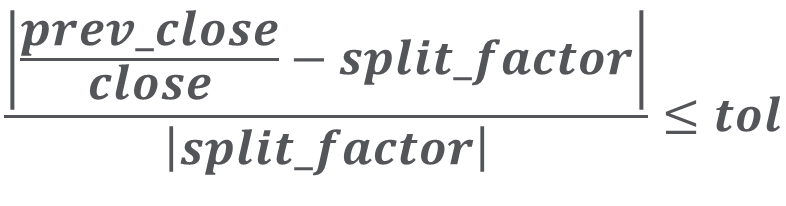 |prev_close/close − split_factor|
|split_factor| ≤ tol